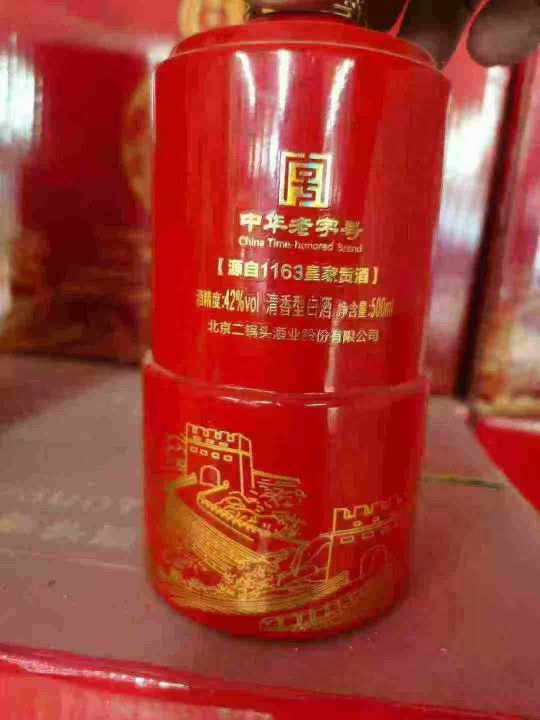 中华老字号
China Time-honored Brand
【源自1163皇家贡酒】
酒精度:42%vol 清香型白酒 净含量:500ml
北京二锅头酒业股份有限公司